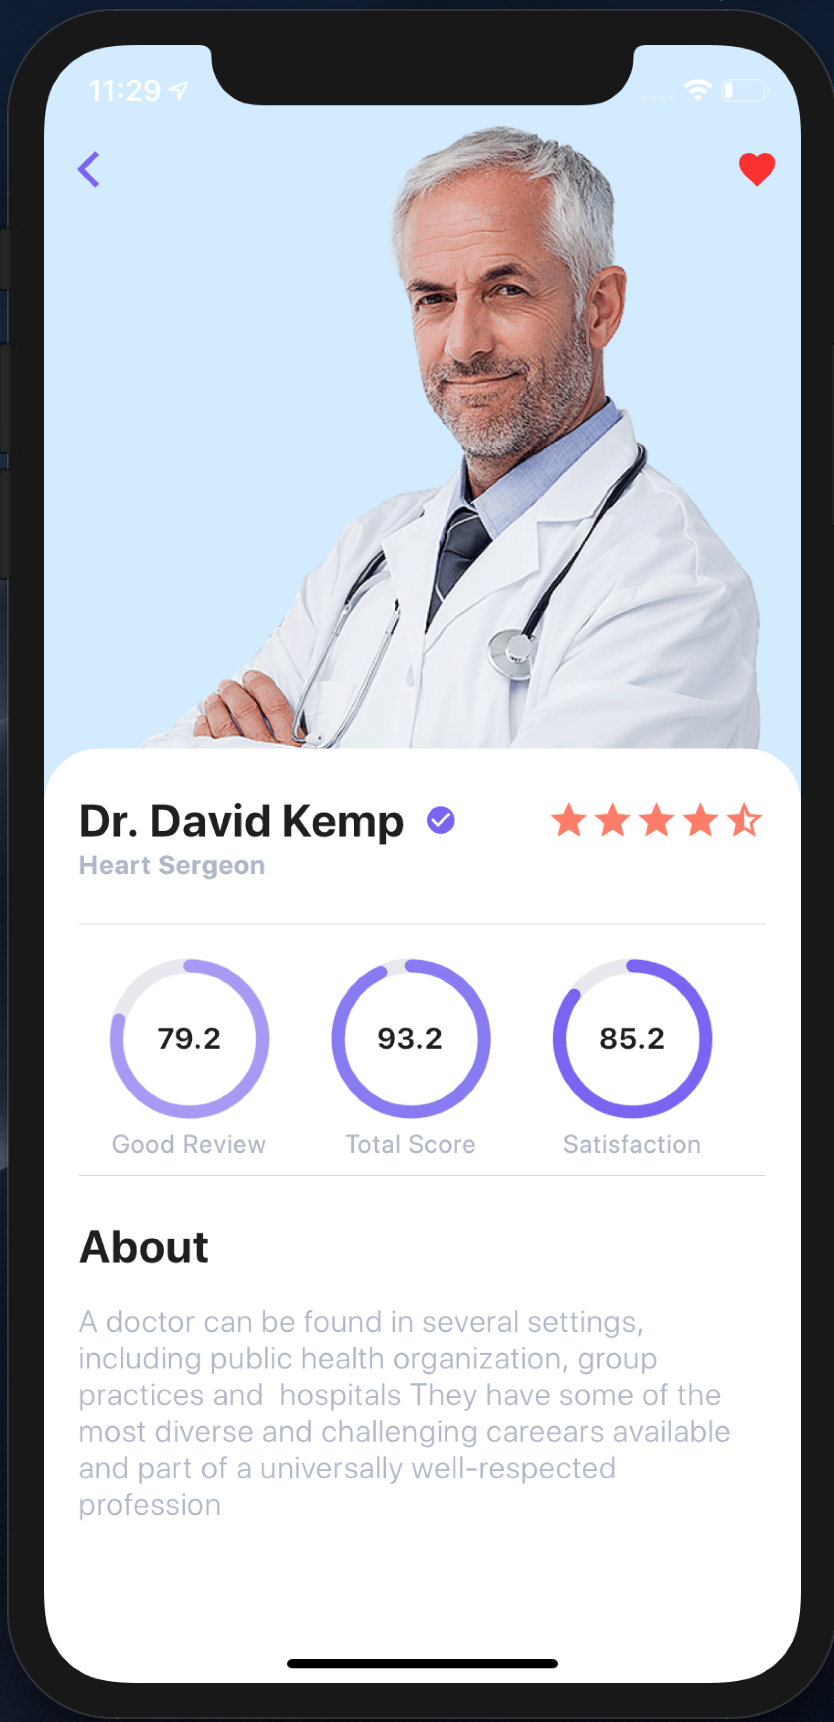 11:29
Dr. David Kemp
Heart Sergeon
79.2 93.2 85.2
Good Review Total Score Satisfaction
About
A doctor can be found in several settings,
including public health organization, group
practices and  hospitals They have some of the
most diverse and challenging careears available
and part of a universally well-respected
profession